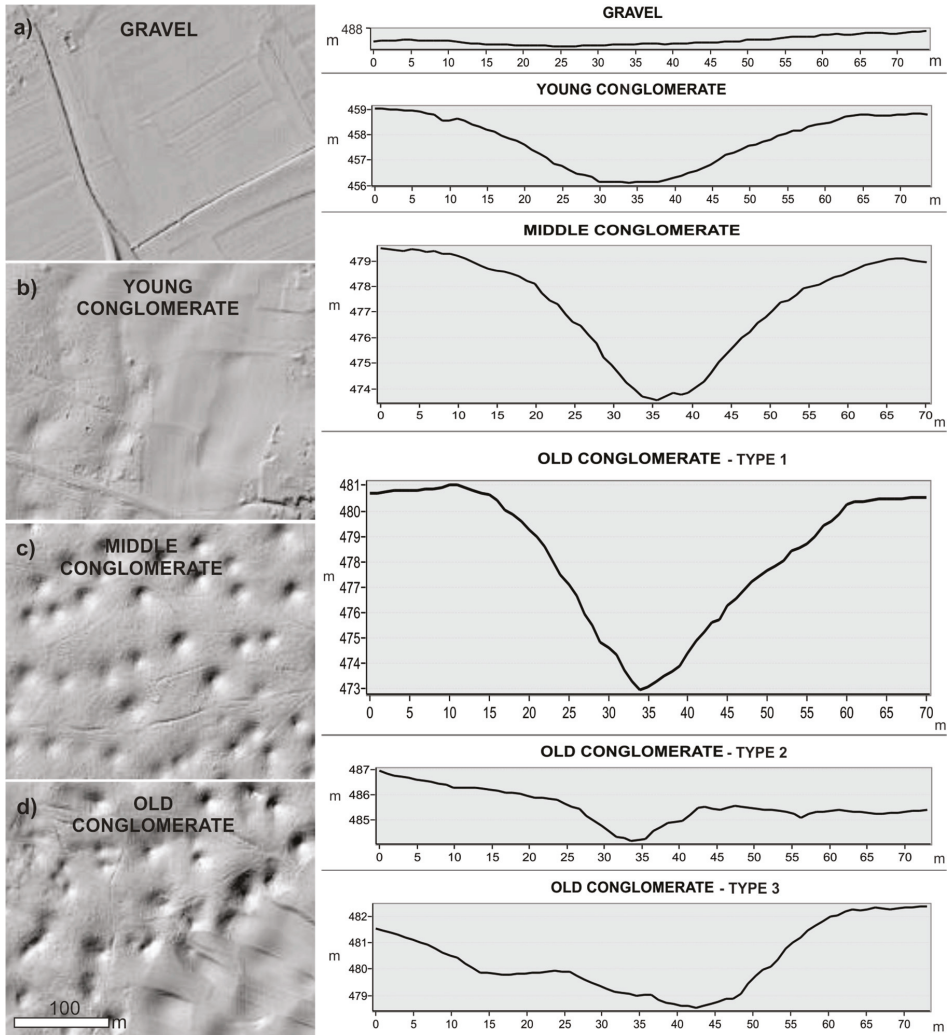 a) GRAVEL
b) YOUNG
CONGLOMERATE
c) MIDDLE
CONGLOMERATE
d) OLD
CONGLOMERATE
100
m
GRAVEL
488
m
0 5 10 15 20 25 30 35 40 45 50 55 60 65 70 m
YOUNG CONGLOMERATE
459
458
m
457
456
0 5 10 15 20 25 30 35 40 45 50 55 60 65 70
m
MIDDLE CONGLOMERATE
479
478
m
477
476
475
474
0 5 10 15 20 25 30 35 40 45 50 55 60 65 70
m
OLD CONGLOMERATE - TYPE 1
481
480
479
478
m
477
476
475
474
473
0 5 10 15 20 25 30 35 40 45 50 55 60 65 70
m
OLD CONGLOMERATE - TYPE 2
487
m
486
485
0 5 10 15 20 25 30 35 40 45 50 55 60 65 70
m
OLD CONGLOMERATE - TYPE 3
482
481
m
480
479
0 5 10 15 20 25 30 35 40 45 50 55 60 65 70 m